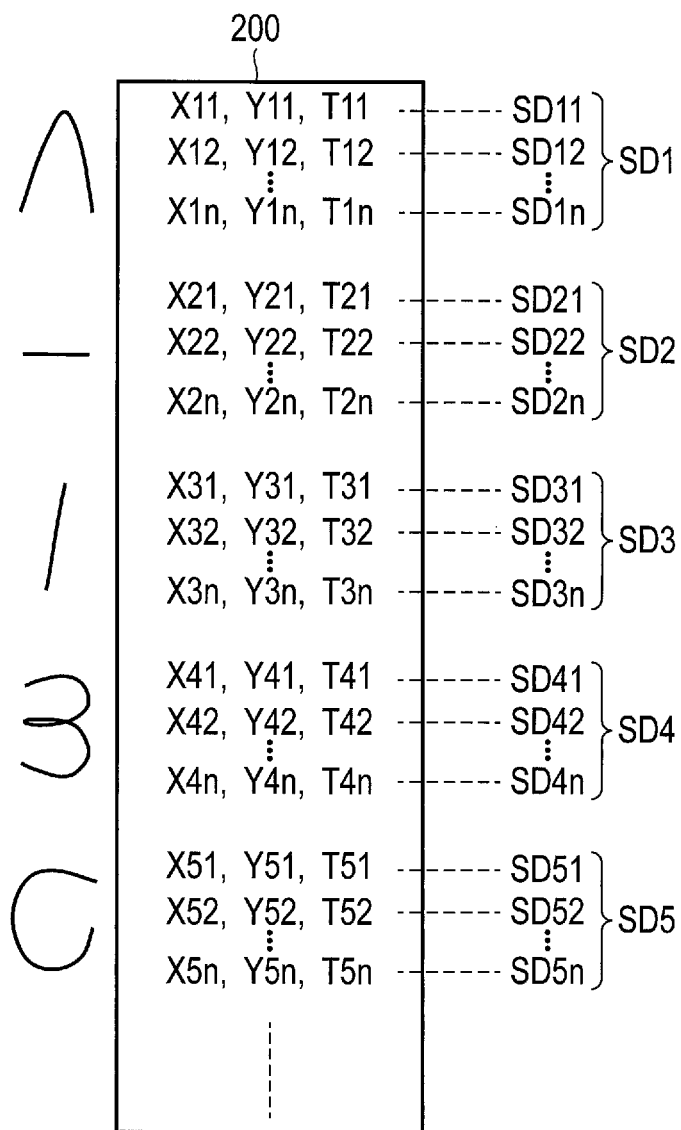 200
X11, Y11, T11 SD11
X12, Y12, T12 SD12 SD1
X1n, Y1n, T1n SD1n
X21, Y21, T21 SD21
X22, Y22, T22 SD22 SD2
X2n, Y2n, T2n SD2n
X31, Y31, T31 SD31
X32, Y32, T32 SD32 SD3
X3n, Y3n, T3n SD3n
X41, Y41, T41 SD41
X42, Y42, T42 SD42 SD4
X4n, Y4n, T4n SD4n
X51, Y51, T51 SD51
X52, Y52, T52 SD52 SD5
X5n, Y5n, T5n SD5n